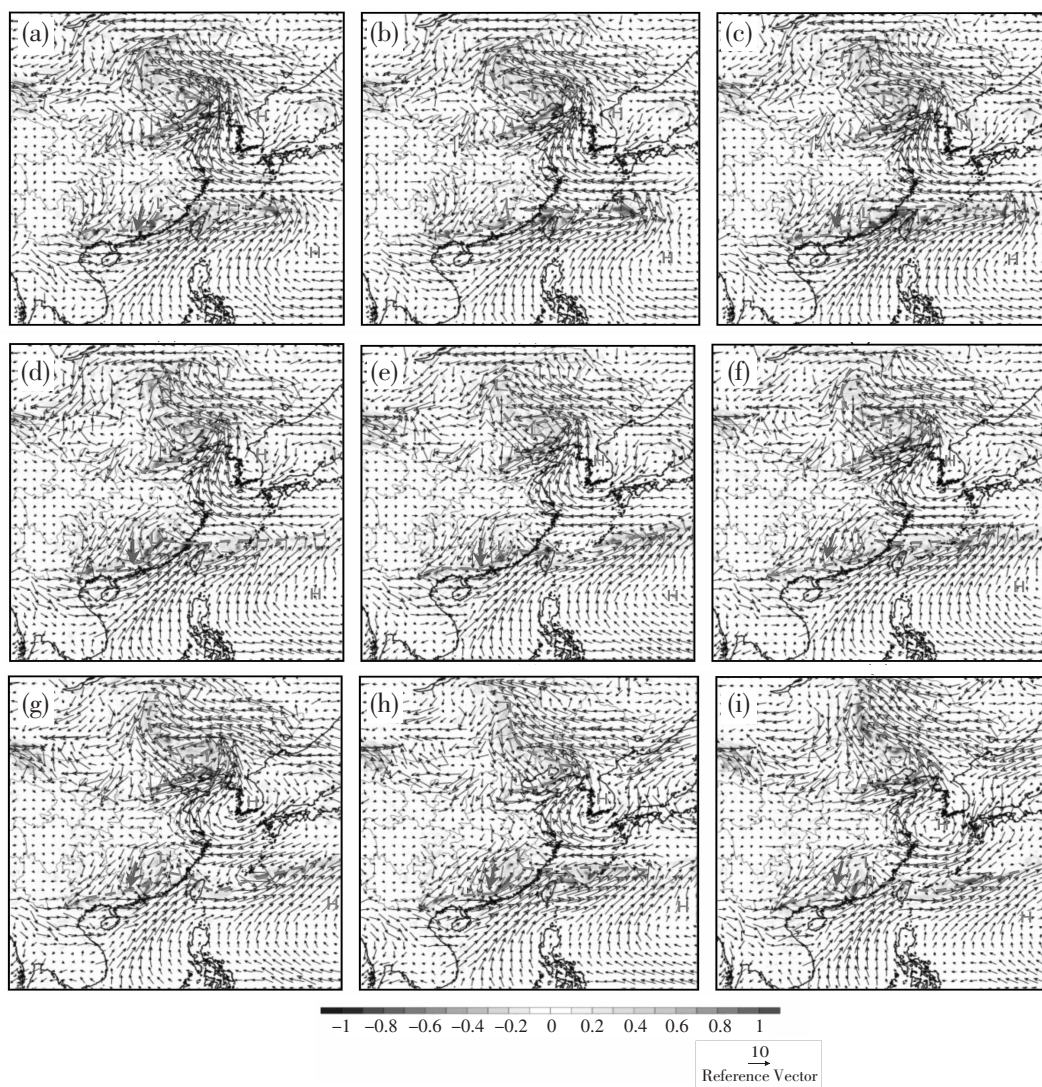 (a) (b) (c)
H H
H H H
(d) (e) (f)
H
H H H
(g) (h) (i)
H H H
-1 -0.8 -0.6 -0.4 -0.2 0 0.2 0.4 0.6 0.8 1
10
Reference Vector